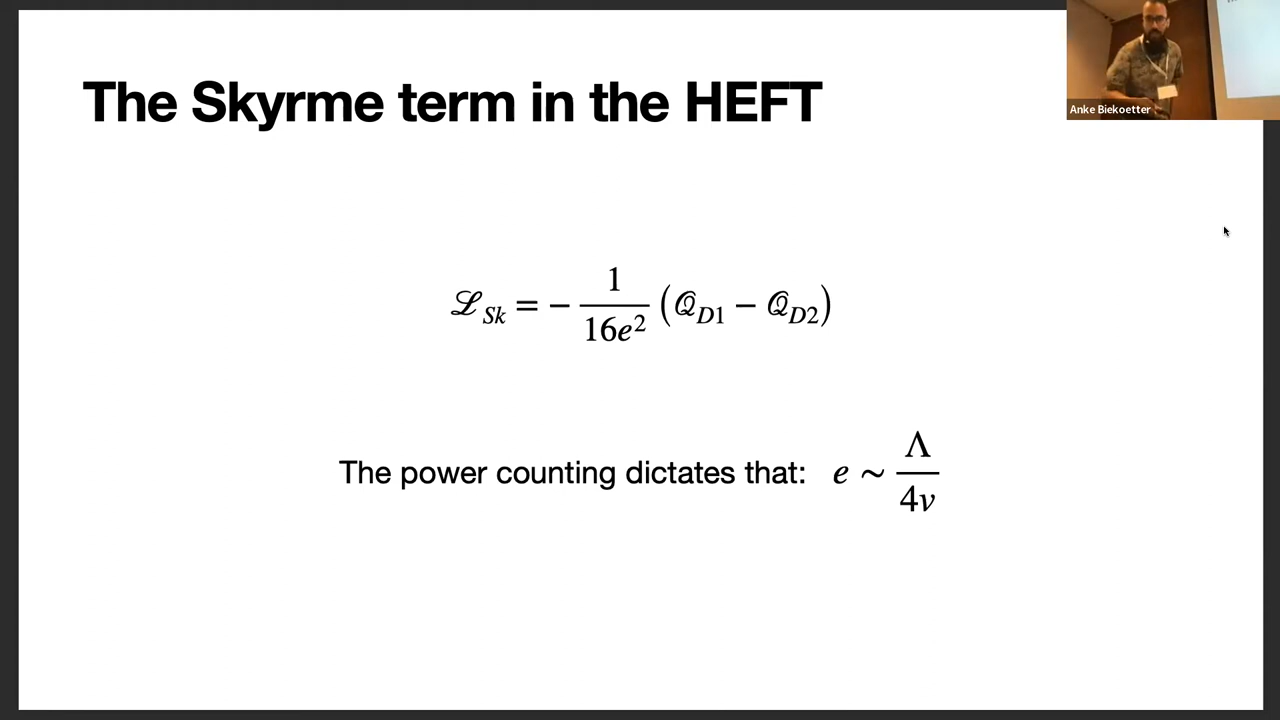 The Skyrme term in the HEFT
Anke Biekoetter
ℒ_Sk = − 1/(16e²) (𝒬_D1 − 𝒬_D2)
The power counting dictates that: e ~ Λ/(4v)